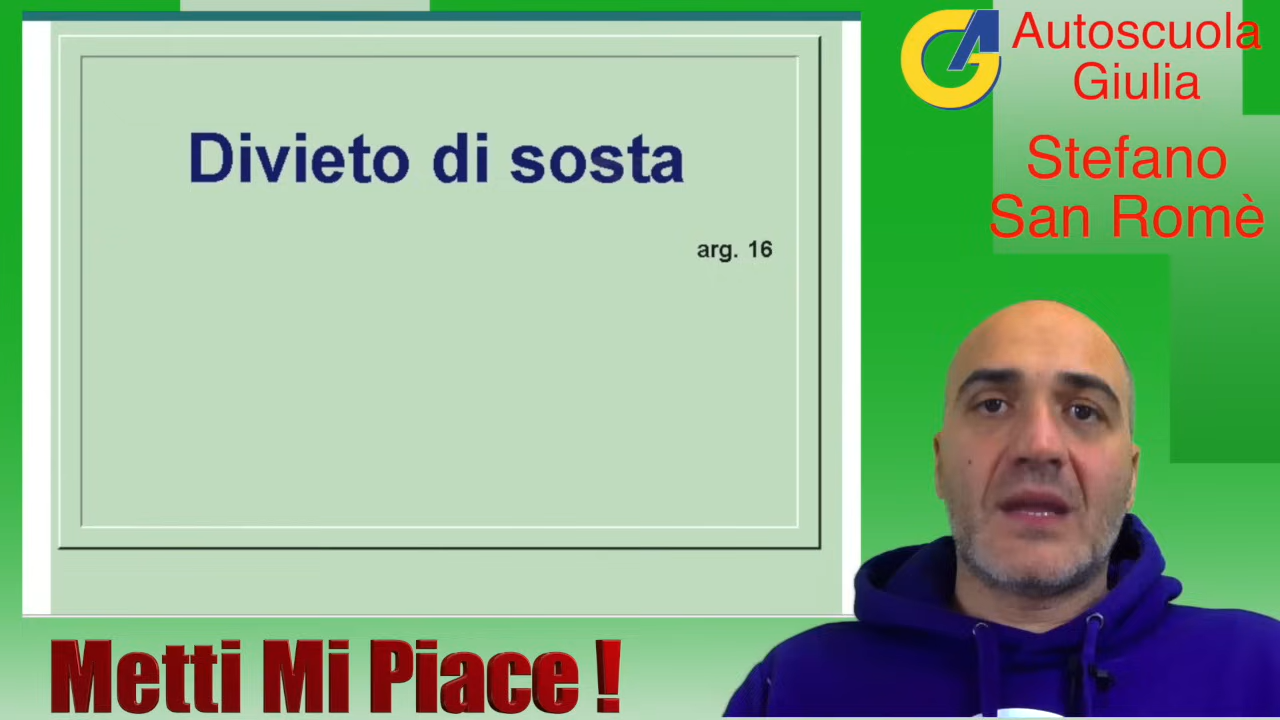 Divieto di sosta
arg. 16
Autoscuola
Giulia
Stefano
San Romè
Metti Mi Piace !